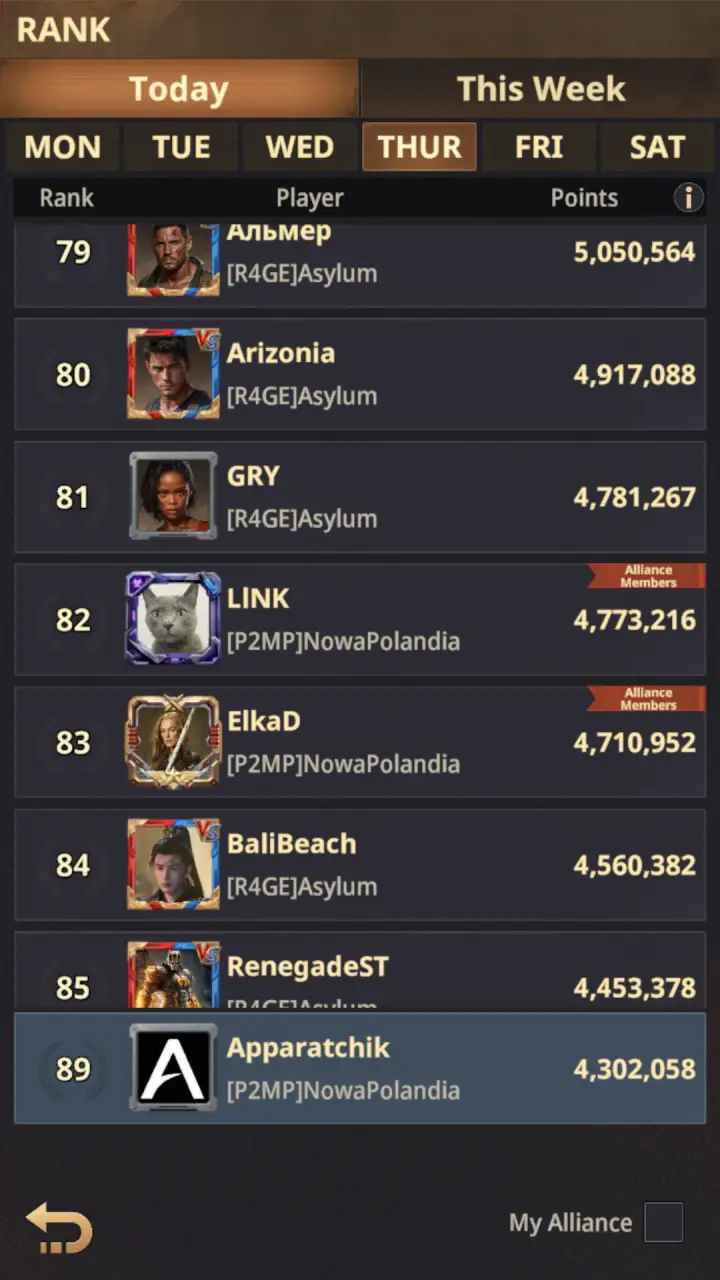 RANK
Today
This Week
MON TUE WED THUR FRI SAT
Rank Player Points i
79 Альмер 5,050,564
[R4GE]Asylum
80 Arizonia 4,917,088
[R4GE]Asylum
81 GRY 4,781,267
[R4GE]Asylum
Alliance
Members
82 LINK 4,773,216
[P2MP]NowaPolandia
Alliance
Members
83 ElkaD 4,710,952
[P2MP]NowaPolandia
84 BaliBeach 4,560,382
[R4GE]Asylum
85 RenegadeST 4,453,378
[R4GE]Asylum
89 Apparatchik 4,302,058
[P2MP]NowaPolandia
My Alliance